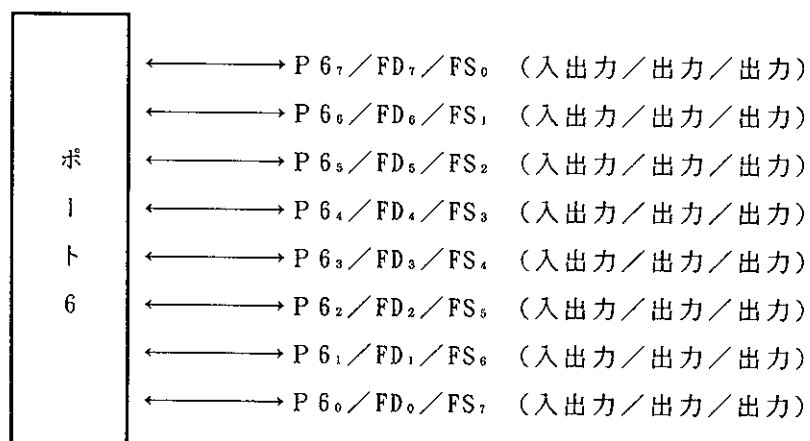 ポート6
P6₇／FD₇／FS₀ （入出力／出力／出力）
P6₆／FD₆／FS₁ （入出力／出力／出力）
P6₅／FD₅／FS₂ （入出力／出力／出力）
P6₄／FD₄／FS₃ （入出力／出力／出力）
P6₃／FD₃／FS₄ （入出力／出力／出力）
P6₂／FD₂／FS₅ （入出力／出力／出力）
P6₁／FD₁／FS₆ （入出力／出力／出力）
P6₀／FD₀／FS₇ （入出力／出力／出力）